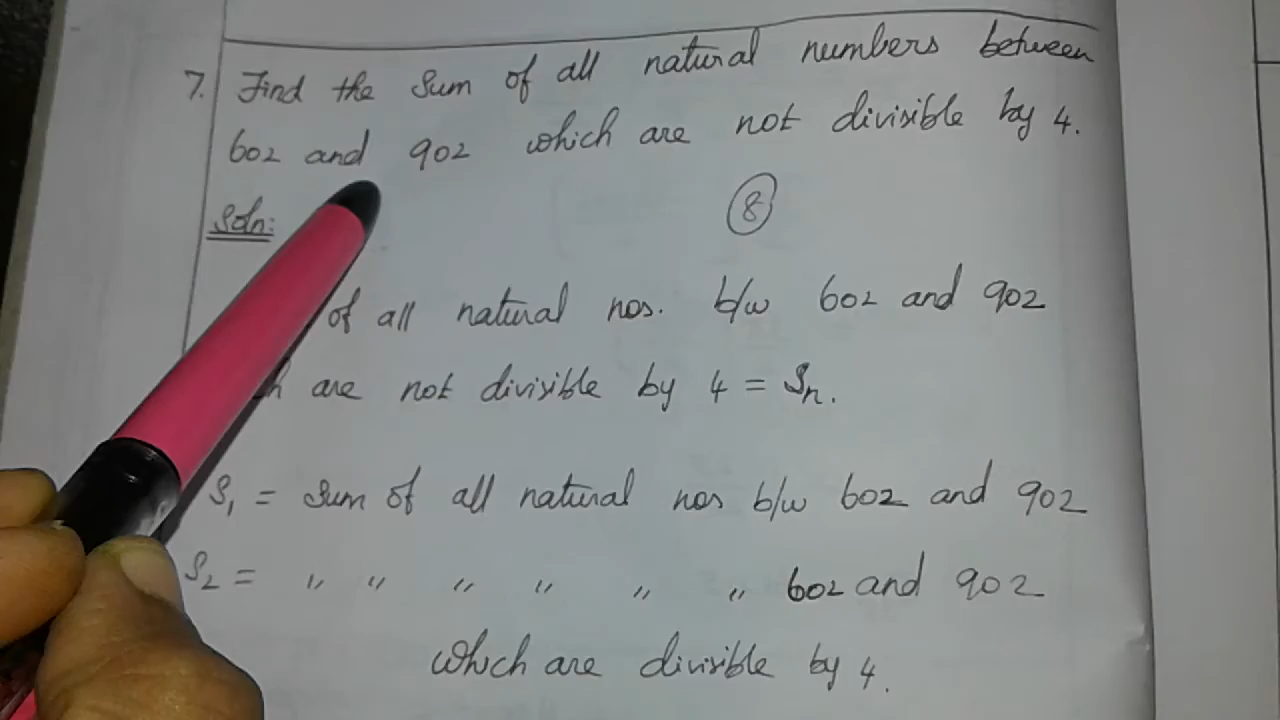 7. Find the Sum of all natural numbers between
602 and 902 which are not divisible by 4.
Soln:
8
of all natural nos. b/w 602 and 902
are not divisible by 4 = Sn.
S1 = Sum of all natural nos b/w 602 and 902
S2 = " " " " " " 602 and 902
which are divisible by 4.